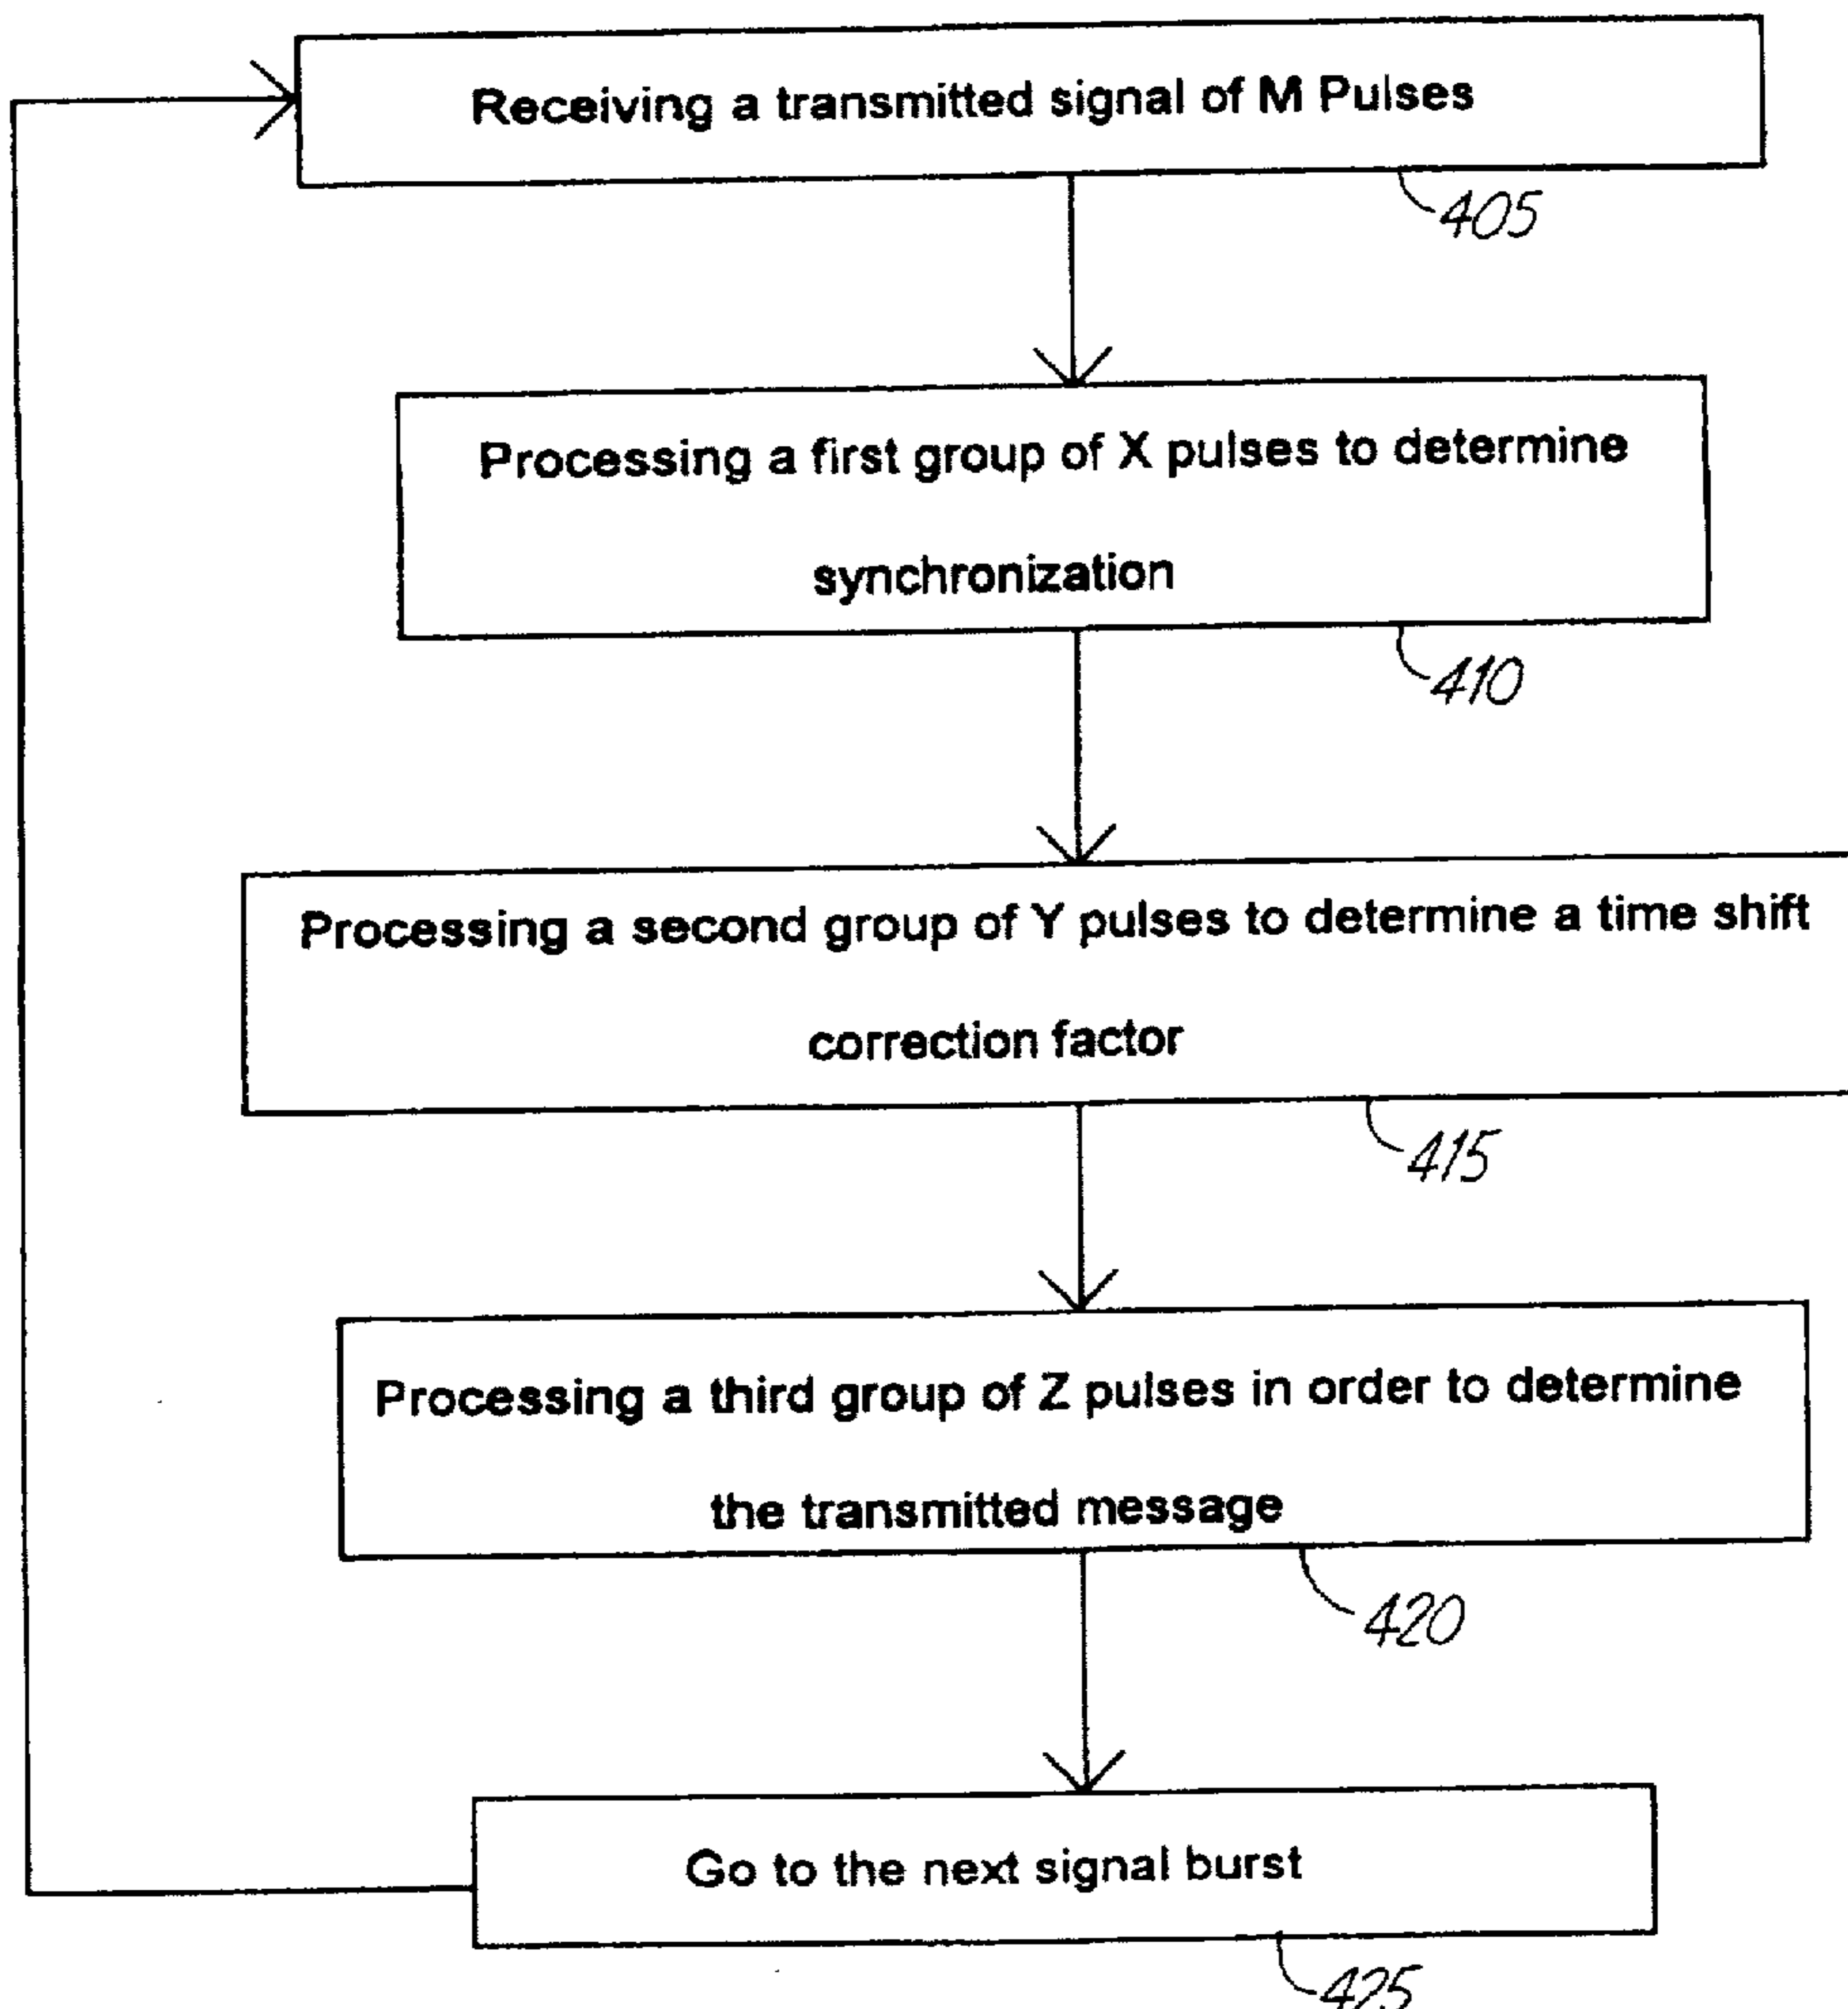 Receiving a transmitted signal of M Pulses
405
Processing a first group of X pulses to determine
synchronization
410
Processing a second group of Y pulses to determine a time shift
correction factor
415
Processing a third group of Z pulses in order to determine
the transmitted message
420
Go to the next signal burst
425